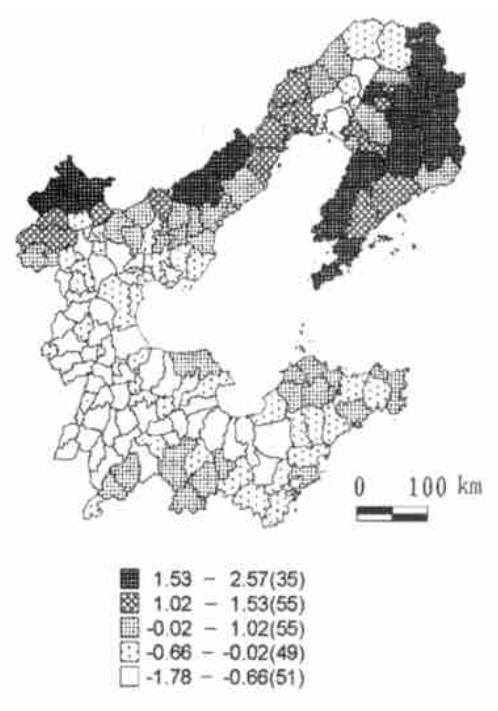 0 100 km
1.53 - 2.57(35)
1.02 - 1.53(55)
-0.02 - 1.02(55)
-0.66 - -0.02(49)
-1.78 - -0.66(51)